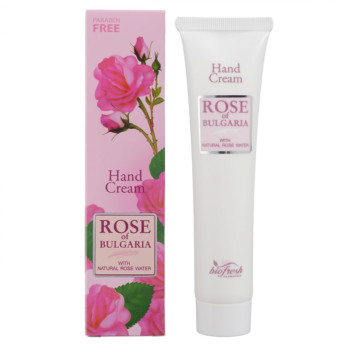 PARABEN
FREE
Hand
Cream
ROSE
of
BULGARIA
WITH
NATURAL ROSE WATER
Hand
Cream
ROSE
of
BULGARIA
WITH
NATURAL ROSE WATER
biofresh